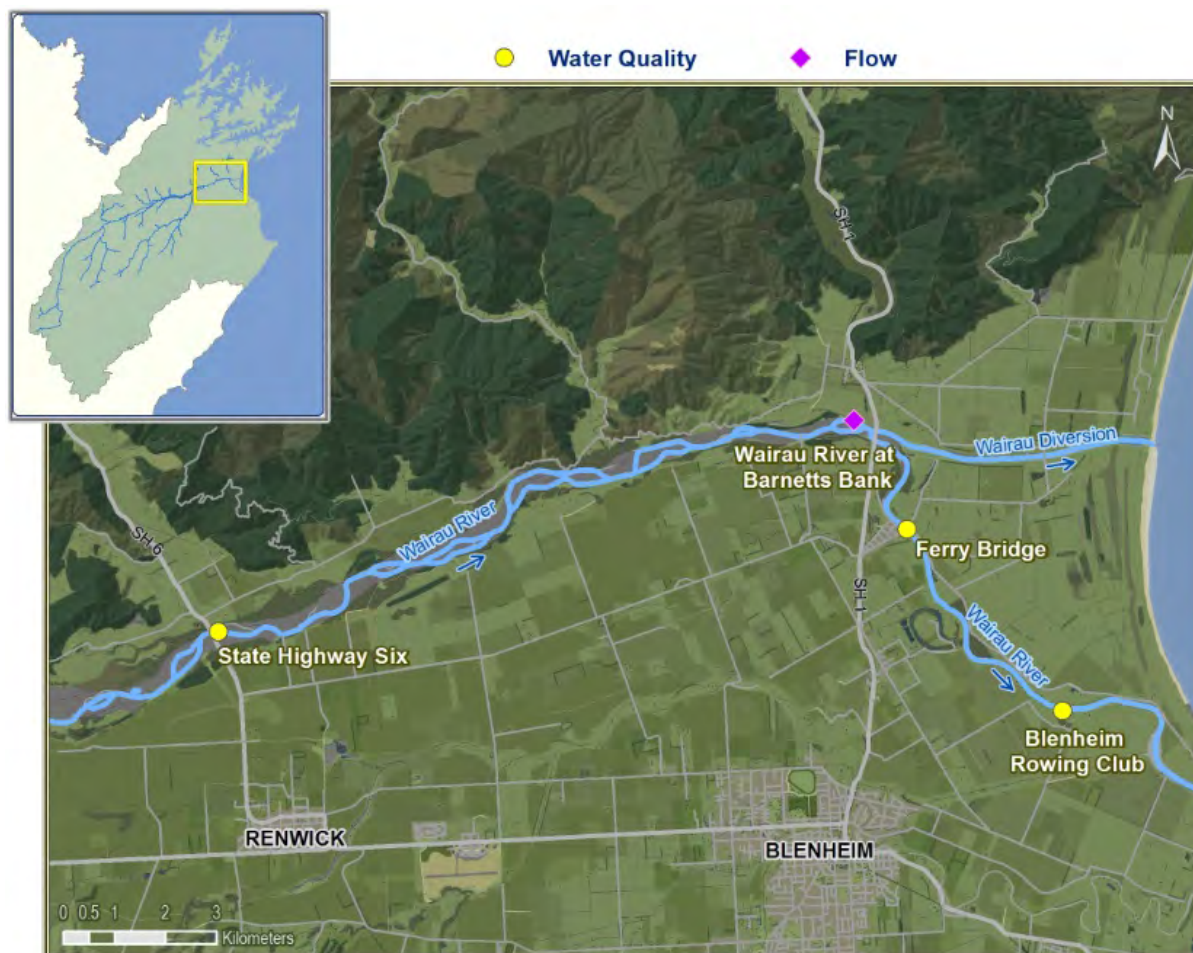 Water Quality
Flow
N
SH 1
Wairau Diversion
Wairau River at
Barnetts Bank
Wairau River
SH 6
Ferry Bridge
State Highway Six
SH 1
Wairau River
Blenheim
Rowing Club
RENWICK
BLENHEIM
0 0.5 1 2 3
Kilometers